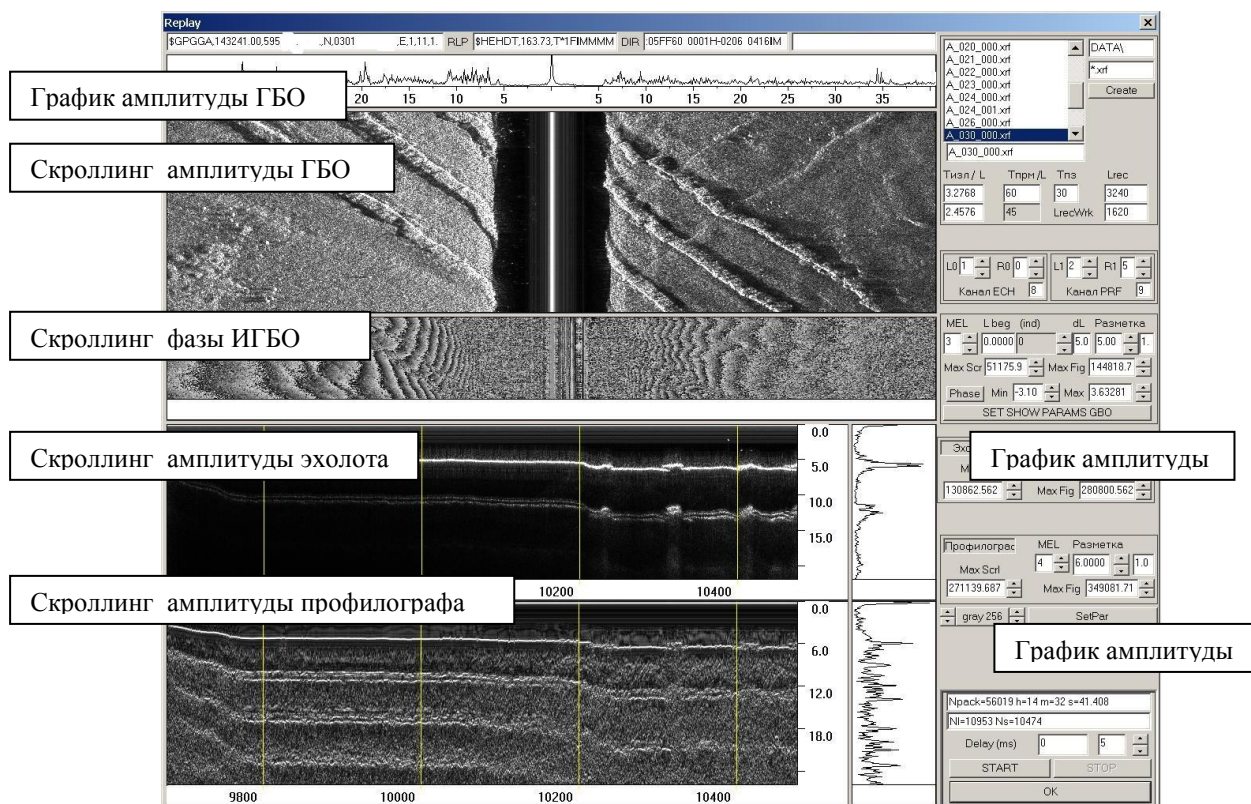 Replay
$GPGGA,143241.00,595 . .,N,0301 ,E,1,11,1. RLP $HEHDT,163.73,T*1FIMMMM DIR :05FF60 0001H-0206 0416IM
График амплитуды ГБО
20 15 10 5 5 10 15 20 25 30 35
Скроллинг амплитуды ГБО
Скроллинг фазы ИГБО
Скроллинг амплитуды эхолота
0.0
5.0
10.0
15.0
10200 10400
Скроллинг амплитуды профилографа
0.0
6.0
12.0
18.0
9800 10000 10200 10400
A_020_000.xrf
A_021_000.xrf
A_022_000.xrf
A_023_000.xrf
A_024_000.xrf
A_024_001.xrf
A_026_000.xrf
A_030_000.xrf
A_030_000.xrf
DATA\
*.xrf
Create
Tизл / L Tпрм /L Tпз Lrec
3.2768 60 30 3240
2.4576 45 LrecWrk 1620
L0 1 R0 0 L1 2 R1 5
Канал ECH 8 Канал PRF 9
MEL L beg (ind) dL Разметка
3 0.0000 0 5.0 5.00 1.
Max Scr 51175.9 Max Fig 144818.7
Phase Min -3.10 Max 3.63281
SET SHOW PARAMS GBO
График амплитуды
130862.562 Max Fig 280800.562
Профилограс MEL Разметка
4 6.0000 1.0
Max Scrl
271139.687 Max Fig 349081.71
gray 256 SetPar
График амплитуды
Npack=56019 h=14 m=32 s=41.408
Nl=10953 Ns=10474
Delay (ms) 0 5
START STOP
OK